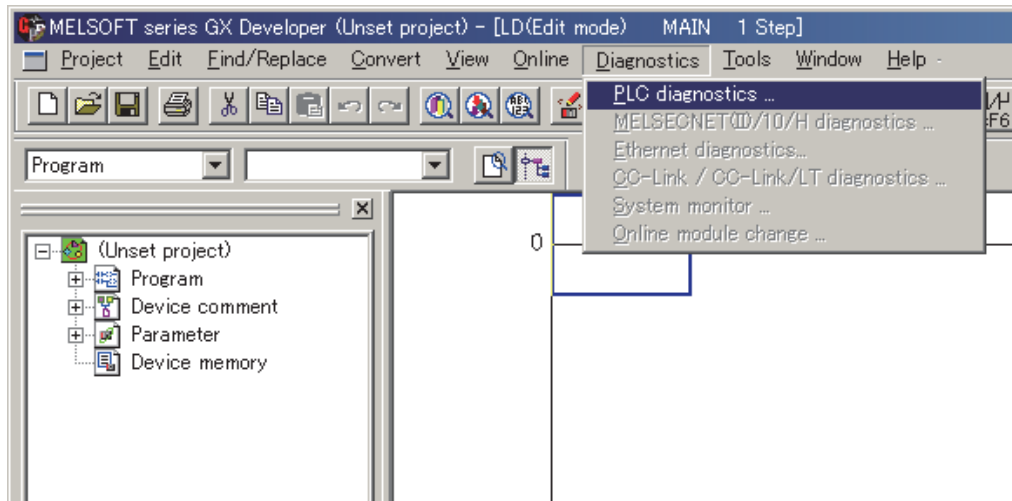 MELSOFT series GX Developer (Unset project) - [LD(Edit mode) MAIN 1 Step]
Project Edit Find/Replace Convert View Online Diagnostics Tools Window Help
PLC diagnostics ...
MELSECNET(II)/10/H diagnostics ...
F6
Ethernet diagnostics...
Program
CC-Link / CC-Link/LT diagnostics ...
System monitor ...
Online module change ...
0
(Unset project)
Program
Device comment
Parameter
Device memory